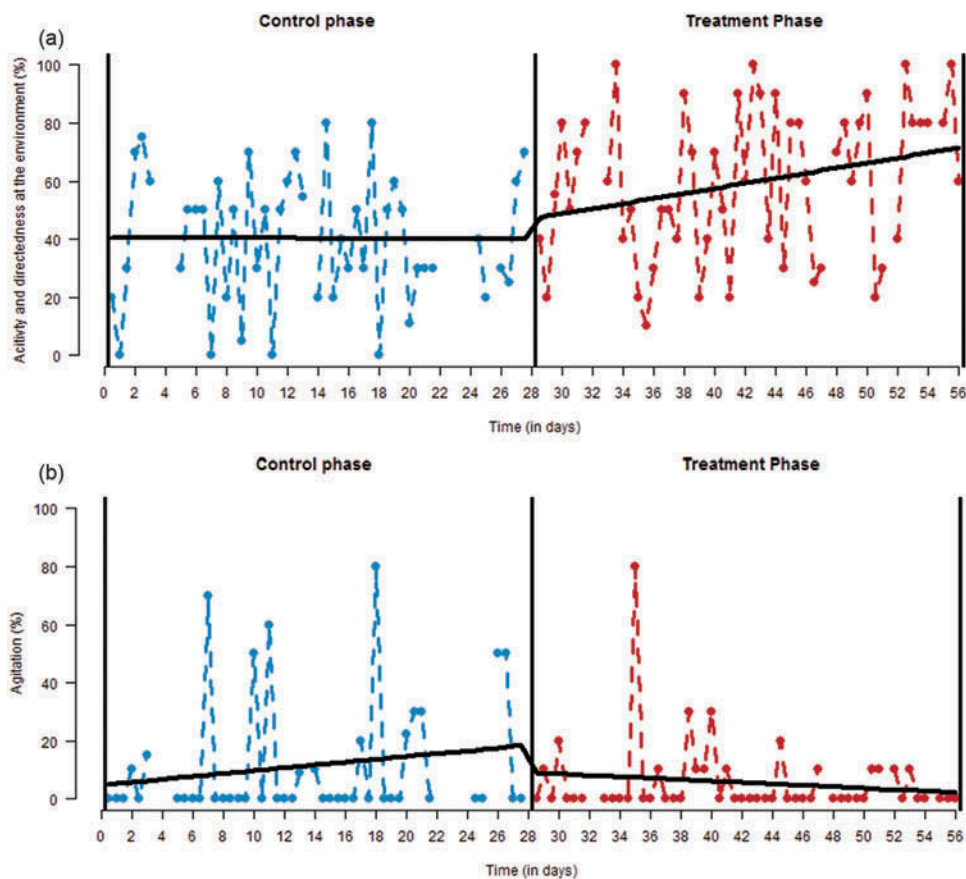 (a)
Control phase Treatment Phase
Acitivty and directedness at the environment (%)
100
80
60
40
20
0
0 2 4 6 8 10 12 14 16 18 20 22 24 26 28 30 32 34 36 38 40 42 44 46 48 50 52 54 56
Time (in days)
(b)
Control phase Treatment Phase
Agitation (%)
100
80
60
40
20
0
0 2 4 6 8 10 12 14 16 18 20 22 24 26 28 30 32 34 36 38 40 42 44 46 48 50 52 54 56
Time (in days)